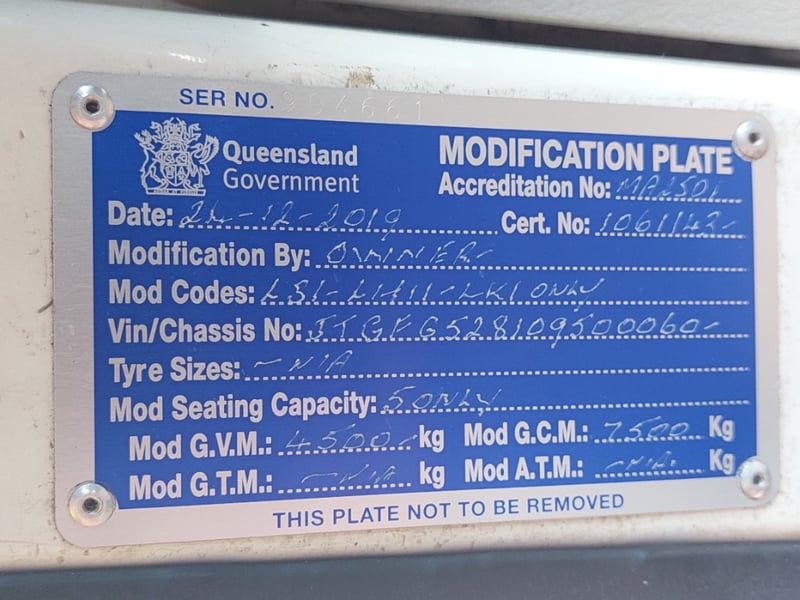 SER NO. 904661
Queensland Government
MODIFICATION PLATE
Accreditation No: MA2501
Date: 24-12-2019
Cert. No: 1061142-
Modification By: OWNER-
Mod Codes: LS1-LH11-LK1 ONLY
Vin/Chassis No: JTGFG528109500060-
Tyre Sizes: -N/A
Mod Seating Capacity: 5 ONLY
Mod G.V.M.: 4500- kg Mod G.C.M.: 7500 Kg
Mod G.T.M.: -N/A kg Mod A.T.M.: -N/A- Kg
THIS PLATE NOT TO BE REMOVED